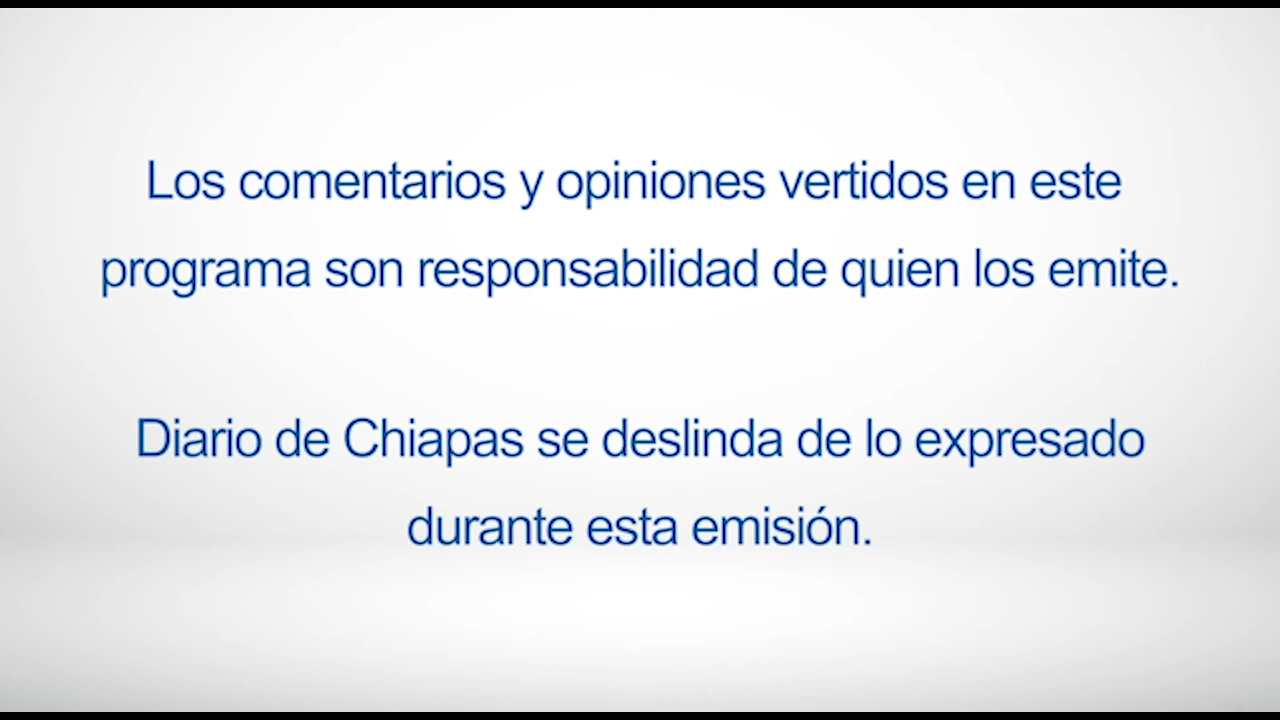 Los comentarios y opiniones vertidos en este
programa son responsabilidad de quien los emite.
Diario de Chiapas se deslinda de lo expresado
durante esta emisión.